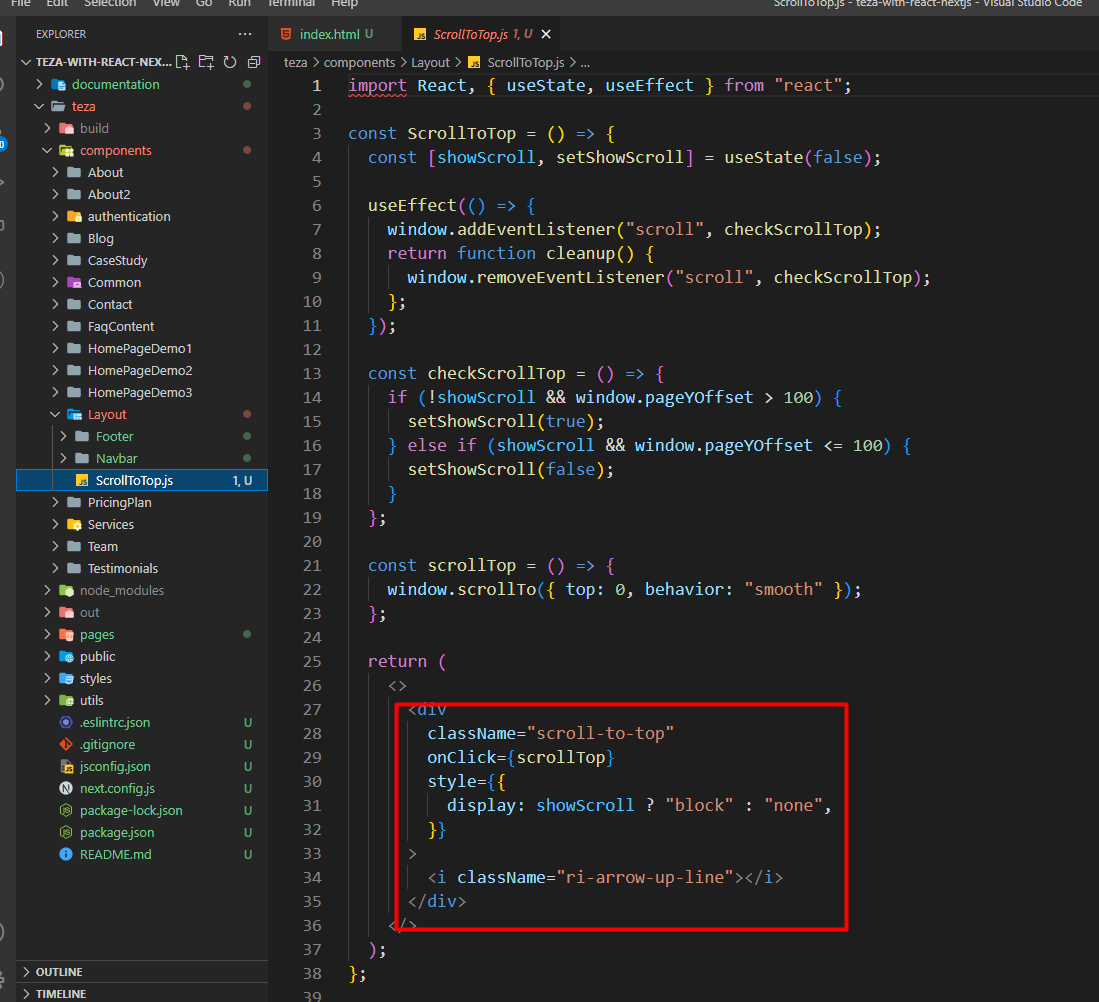 File Edit Selection View Go Run Terminal Help ScrollToTop.js - teza-with-react-nextjs - Visual Studio Code
EXPLORER
TEZA-WITH-REACT-NEX...
documentation
teza
build
components
About
About2
authentication
Blog
CaseStudy
Common
Contact
FaqContent
HomePageDemo1
HomePageDemo2
HomePageDemo3
Layout
Footer
Navbar
ScrollToTop.js 1, U
PricingPlan
Services
Team
Testimonials
node_modules
out
pages
public
styles
utils
.eslintrc.json U
.gitignore U
jsconfig.json U
next.config.js U
package-lock.json U
package.json U
README.md U
OUTLINE
TIMELINE
index.html U ScrollToTop.js 1, U
teza > components > Layout > JS ScrollToTop.js > ...
1 import React, { useState, useEffect } from "react";
2
3 const ScrollToTop = () => {
4 const [showScroll, setShowScroll] = useState(false);
5
6 useEffect(() => {
7 window.addEventListener("scroll", checkScrollTop);
8 return function cleanup() {
9 window.removeEventListener("scroll", checkScrollTop);
10 };
11 });
12
13 const checkScrollTop = () => {
14 if (!showScroll && window.pageYOffset > 100) {
15 setShowScroll(true);
16 } else if (showScroll && window.pageYOffset <= 100) {
17 setShowScroll(false);
18 }
19 };
20
21 const scrollTop = () => {
22 window.scrollTo({ top: 0, behavior: "smooth" });
23 };
24
25 return (
26 <>
27 <div
28 className="scroll-to-top"
29 onClick={scrollTop}
30 style={{
31 display: showScroll ? "block" : "none",
32 }}
33 >
34 <i className="ri-arrow-up-line"></i>
35 </div>
36 </>
37 );
38 };
39